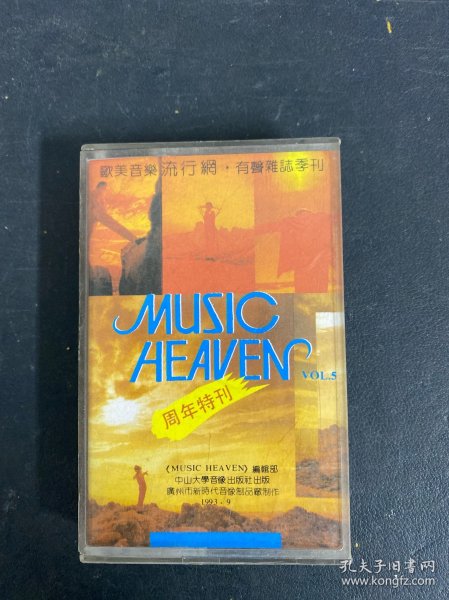 歐美音樂流行網·有聲雜誌季刊
MUSIC
HEAVEN
VOL.5
周年特刊
《MUSIC HEAVEN》編輯部
中山大學音像出版社出版
廣州市新時代音像制品廠制作
1993·9
孔夫子旧书网
www.kongfz.com